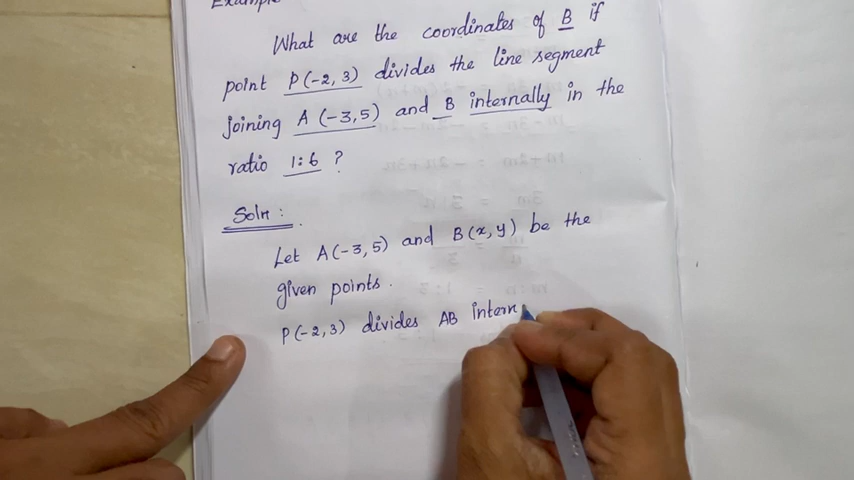 Example
What are the coordinates of B if
point P(-2, 3) divides the line segment
joining A (-3, 5) and B internally in the
ratio 1:6 ?
Soln :
Let A(-3, 5) and B(x, y) be the
given points.
P(-2, 3) divides AB intern